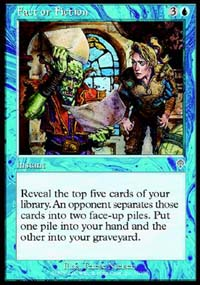 Fact or Fiction 3
Instant
Reveal the top five cards of your
library. An opponent separates those
cards into two face-up piles. Put
one pile into your hand and the
other into your graveyard.